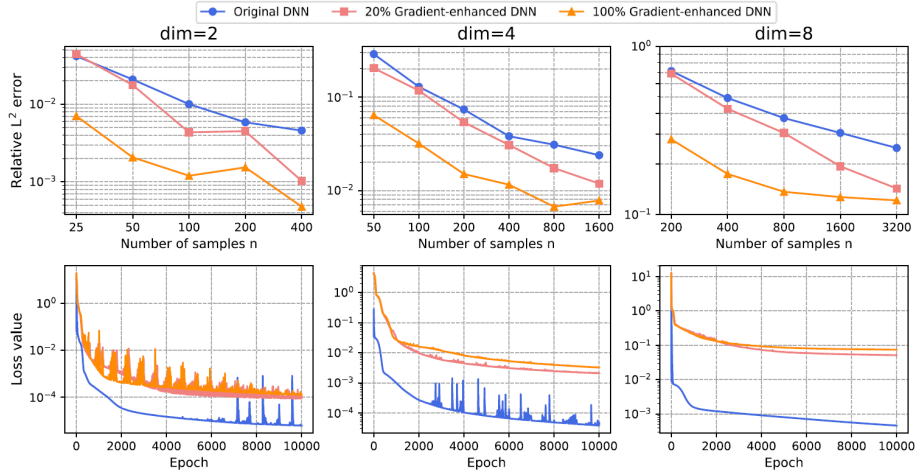 Original DNN 20% Gradient-enhanced DNN 100% Gradient-enhanced DNN
dim=2 dim=4 dim=8
Relative L² error
10⁻² 10⁻³
25 50 100 200 400
Number of samples n
10⁻¹ 10⁻²
50 100 200 400 800 1600
Number of samples n
10⁰ 10⁻¹
200 400 800 1600 3200
Number of samples n
Loss value
10⁰ 10⁻² 10⁻⁴
0 2000 4000 6000 8000 10000
Epoch
10⁰ 10⁻¹ 10⁻² 10⁻³ 10⁻⁴
0 2000 4000 6000 8000 10000
Epoch
10¹ 10⁰ 10⁻¹ 10⁻² 10⁻³
0 2000 4000 6000 8000 10000
Epoch